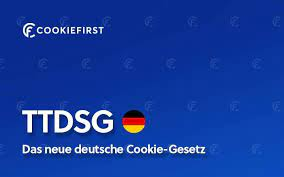 COOKIEFIRST
TTDSG
Das neue deutsche Cookie-Gesetz